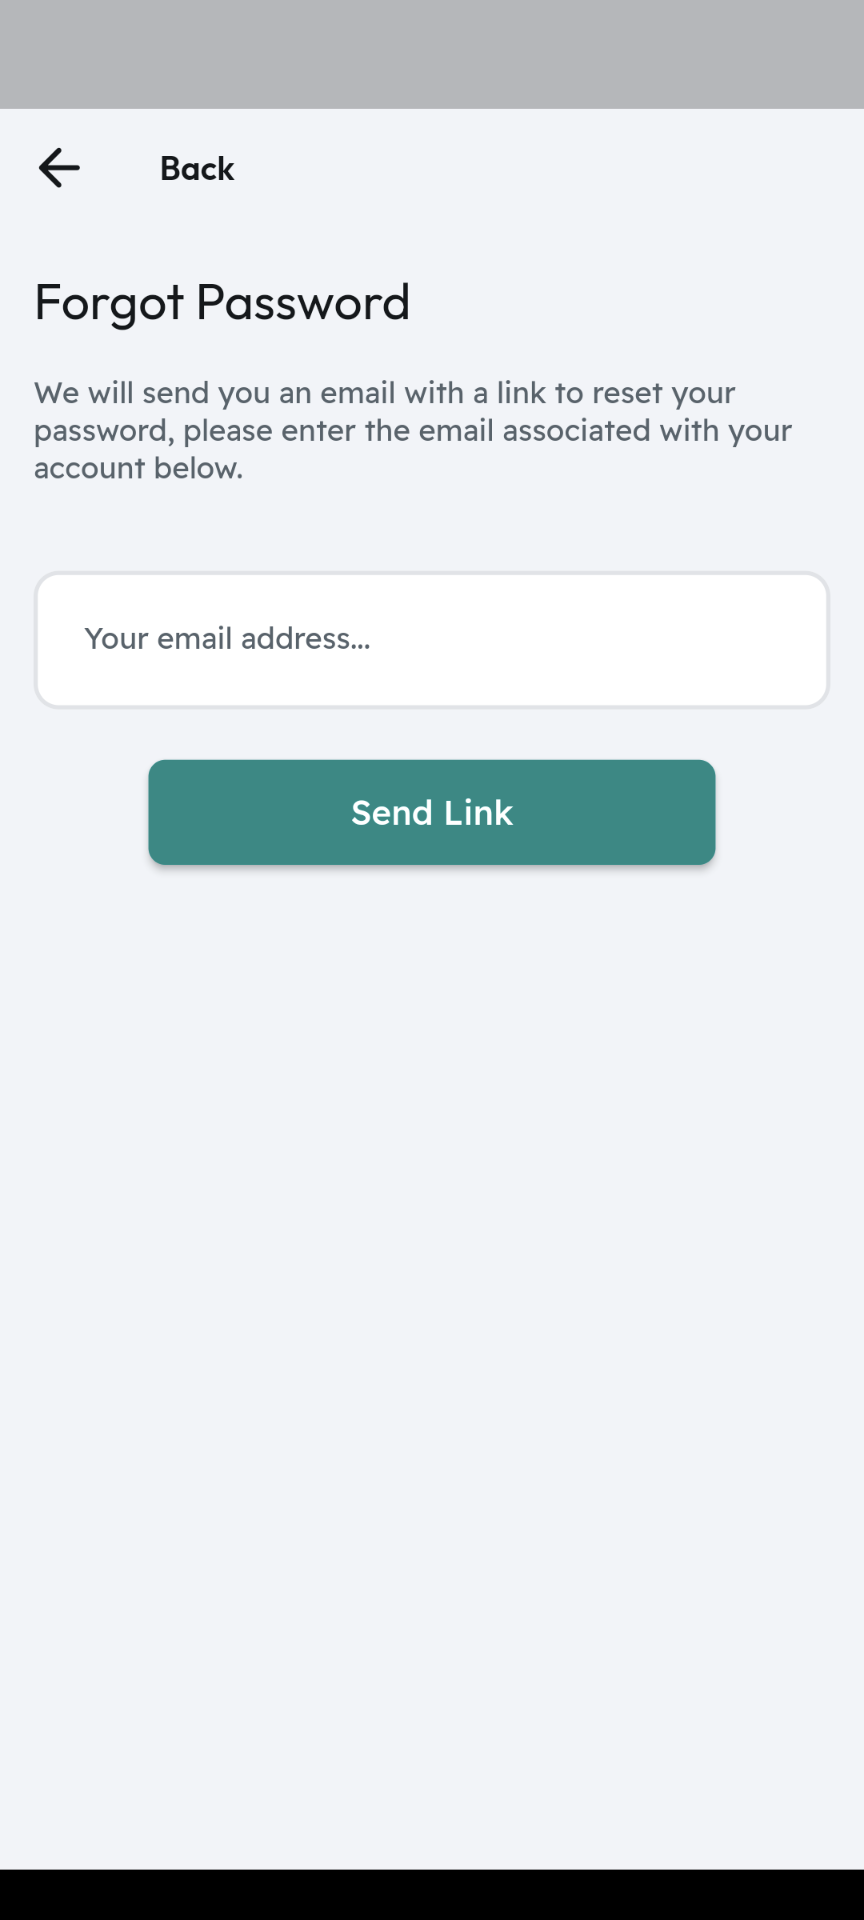 Back
Forgot Password
We will send you an email with a link to reset your
password, please enter the email associated with your
account below.
Your email address...
Send Link